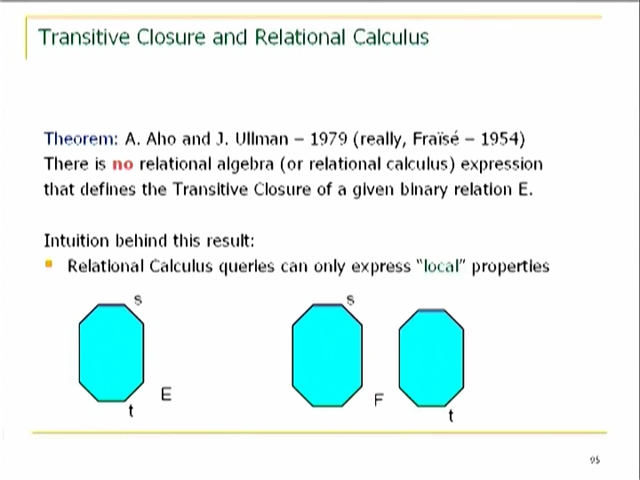 Transitive Closure and Relational Calculus
Theorem: A. Aho and J. Ullman – 1979 (really, Fraïsé – 1954)
There is no relational algebra (or relational calculus) expression
that defines the Transitive Closure of a given binary relation E.
Intuition behind this result:
Relational Calculus queries can only express "local" properties
s
s
E
F
t
t
95